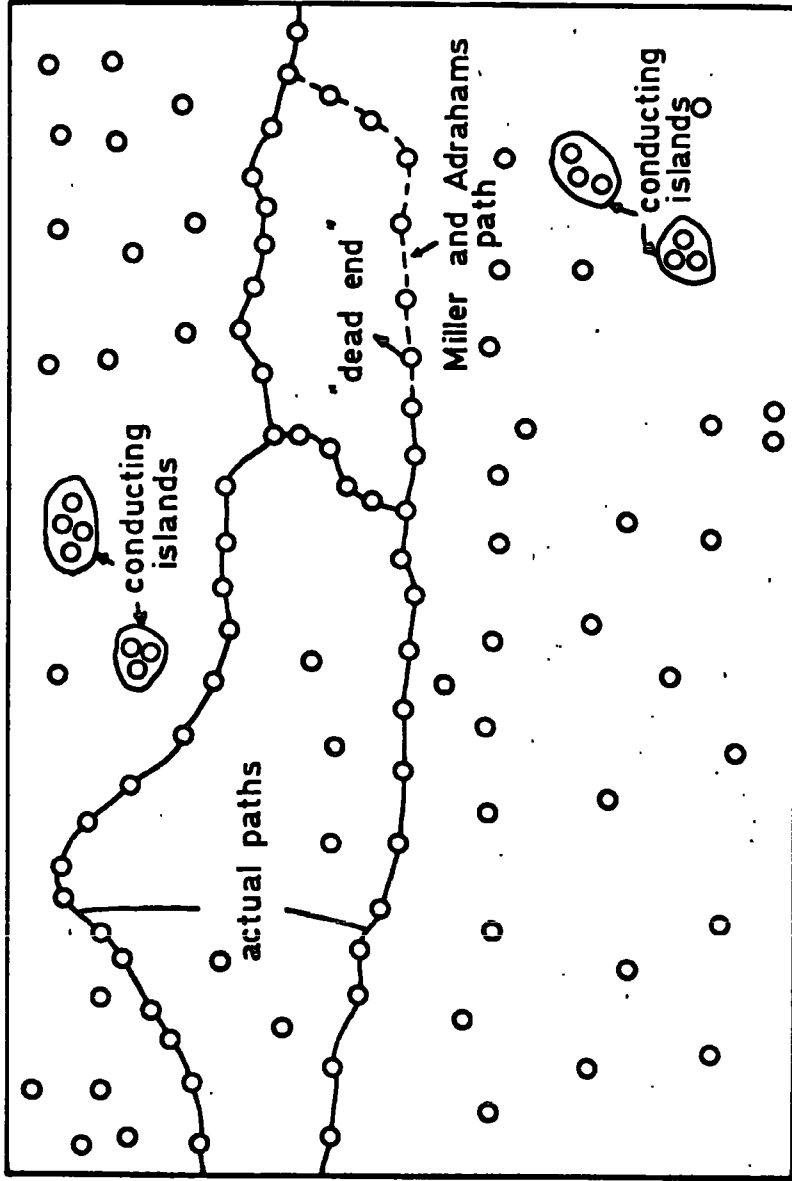 conducting
islands
actual paths
"dead end"
Miller and Adrahams
path
conducting
islands